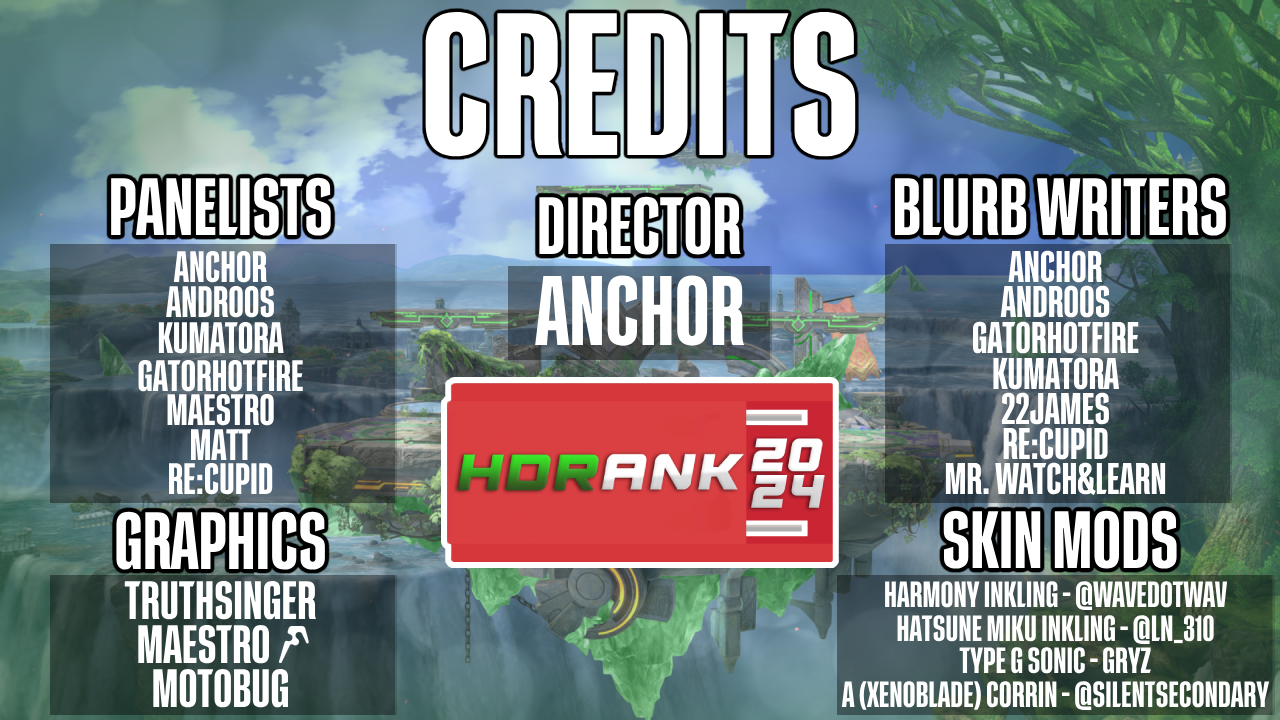 CREDITS
PANELISTS
ANCHOR
ANDROOS
KUMATORA
GATORHOTFIRE
MAESTRO
MATT
RE:CUPID
GRAPHICS
TRUTHSINGER
MAESTRO
MOTOBUG
DIRECTOR
ANCHOR
HDRANK 20
24
BLURB WRITERS
ANCHOR
ANDROOS
GATORHOTFIRE
KUMATORA
22JAMES
RE:CUPID
MR. WATCH&LEARN
SKIN MODS
HARMONY INKLING - @WAVEDOTWAV
HATSUNE MIKU INKLING - @LN_310
TYPE G SONIC - GRYZ
A (XENOBLADE) CORRIN - @SILENTSECONDARY